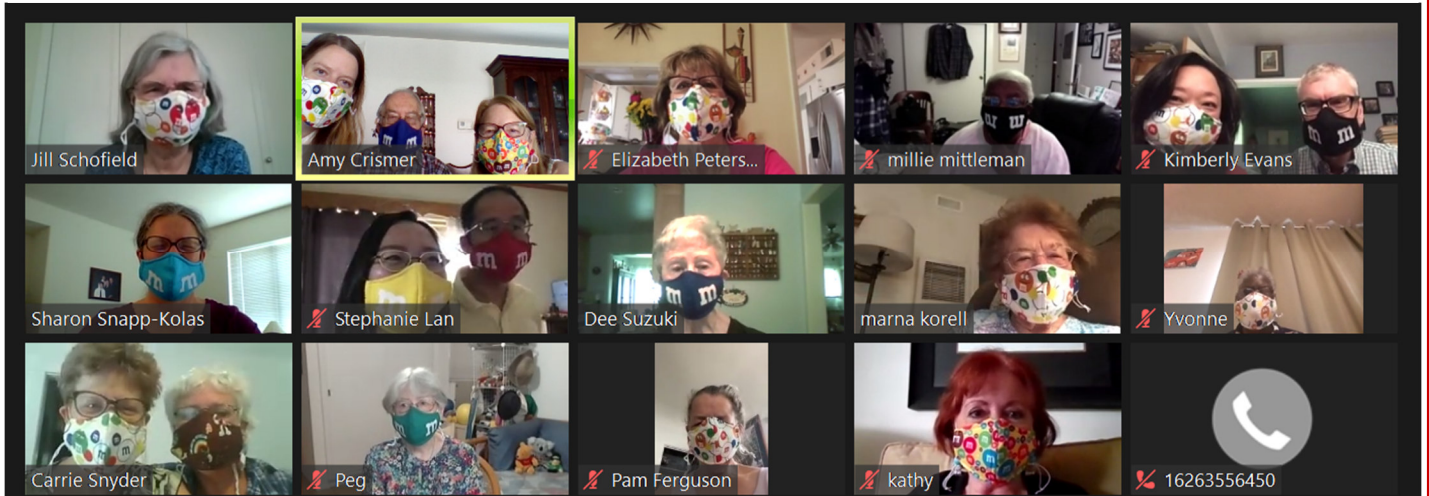 Jill Schofield
Amy Crismer
Elizabeth Peters...
millie mittleman
Kimberly Evans
m m
m
m m
Sharon Snapp-Kolas
m
m
m m
Stephanie Lan
m m
Dee Suzuki
marna korell
Yvonne
Carrie Snyder
m
Peg
Pam Ferguson
m
kathy
16263556450